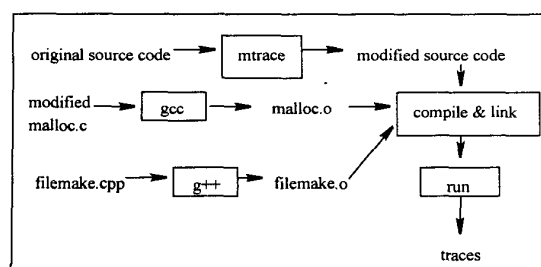 original source code
mtrace
modified source code
modified
malloc.c
gcc
malloc.o
compile & link
filemake.cpp
g++
filemake.o
run
traces